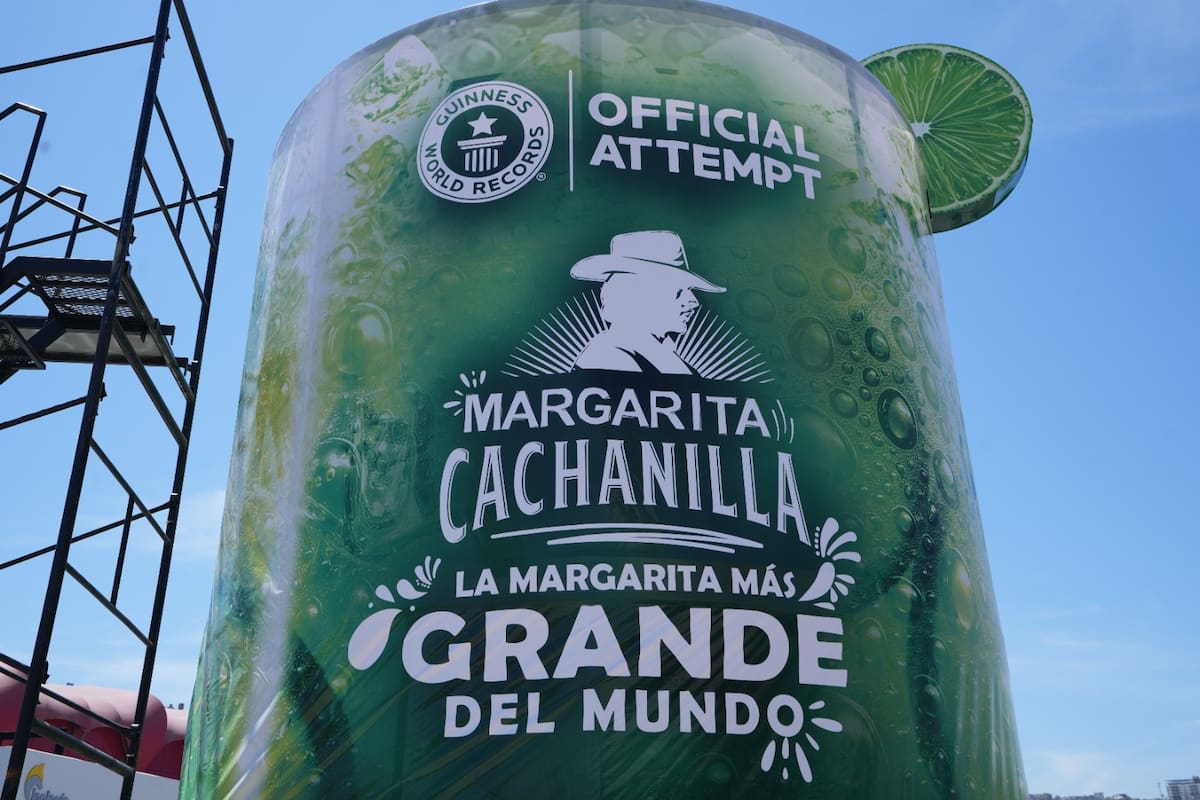 GUINNESS
WORLD RECORDS
®
OFFICIAL
ATTEMPT
MARGARITA
CACHANILLA
LA MARGARITA MÁS
GRANDE
DEL MUNDO